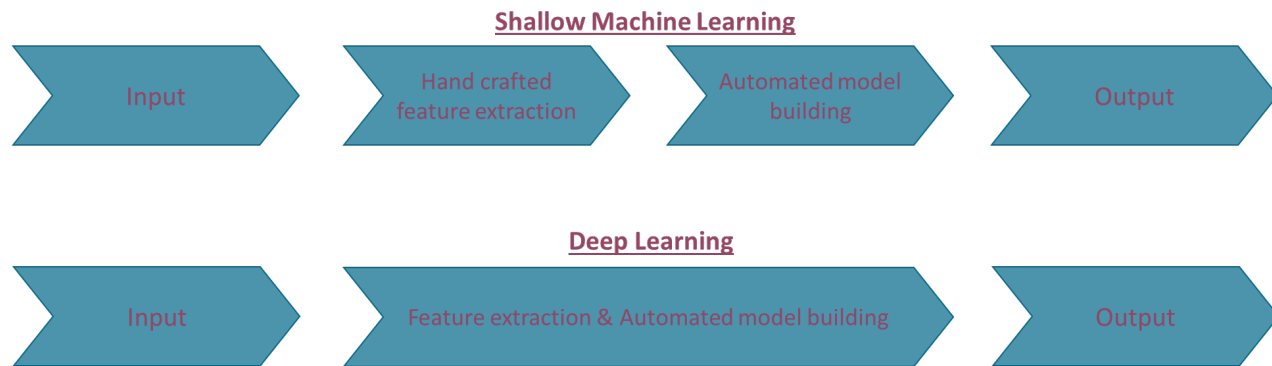 Shallow Machine Learning
Input
Hand crafted
feature extraction
Automated model
building
Output
Deep Learning
Input
Feature extraction & Automated model building
Output